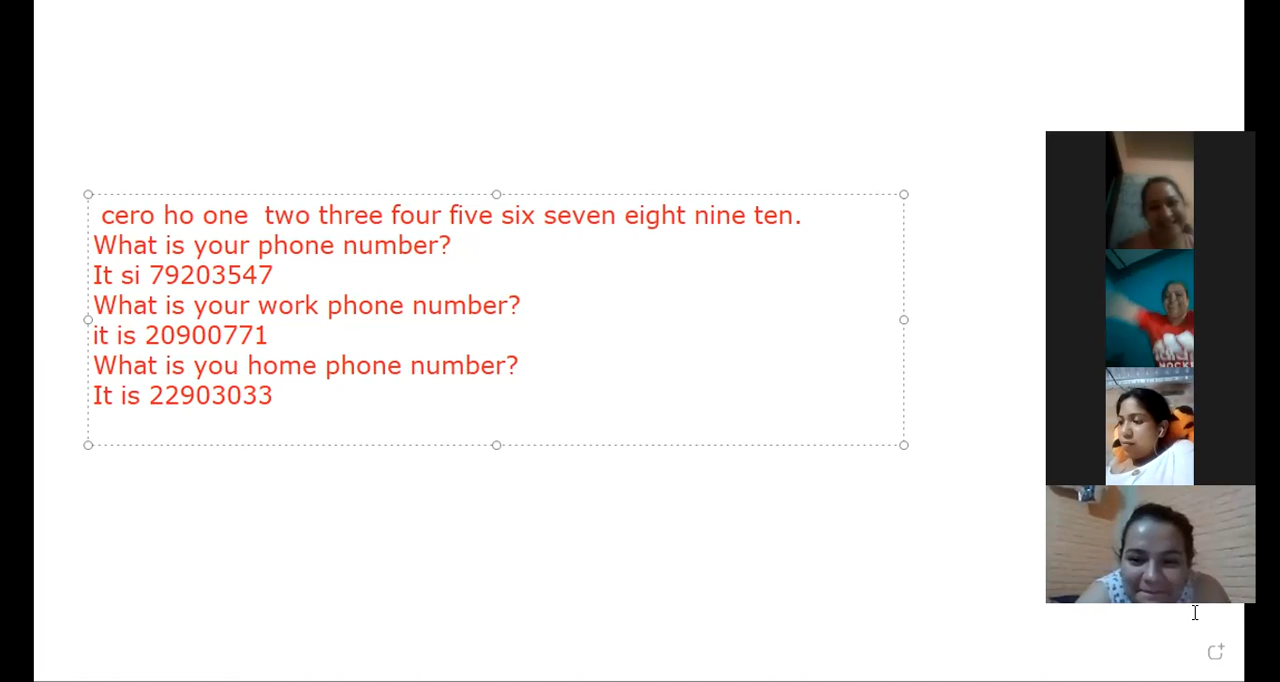 cero ho one  two three four five six seven eight nine ten.
What is your phone number?
It si 79203547
What is your work phone number?
it is 20900771
What is you home phone number?
It is 22903033